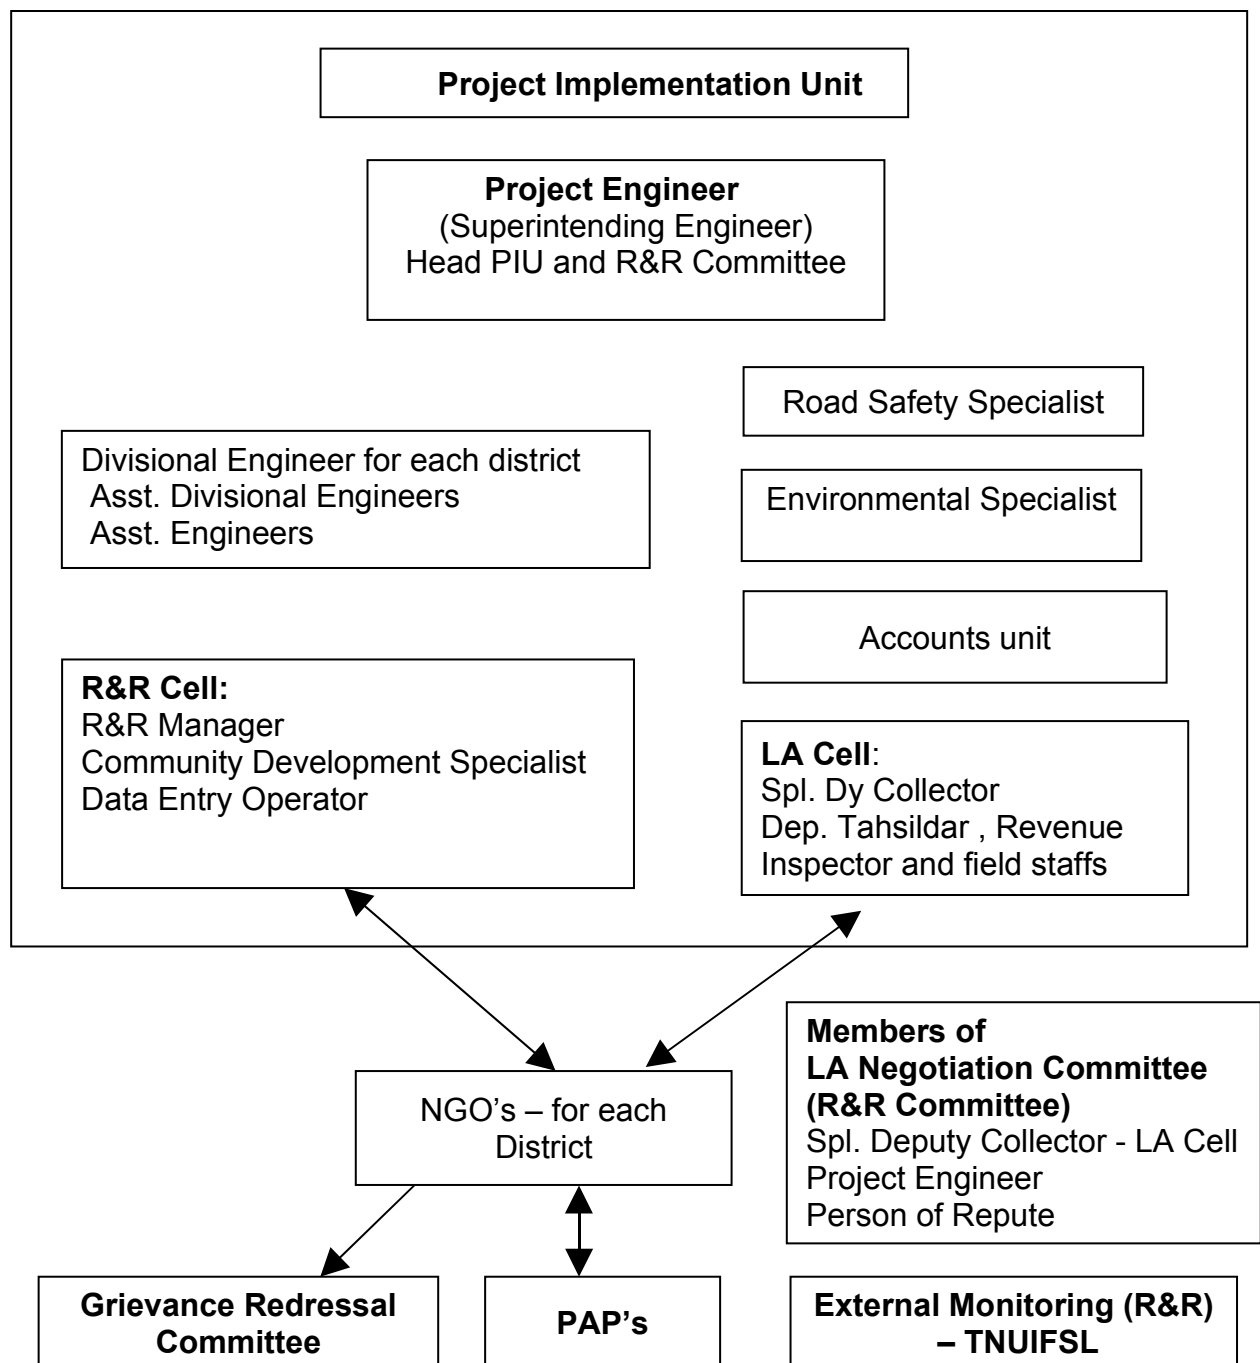 Project Implementation Unit
Project Engineer
(Superintending Engineer)
Head PIU and R&R Committee
Road Safety Specialist
Divisional Engineer for each district
Asst. Divisional Engineers
Asst. Engineers
Environmental Specialist
Accounts unit
R&R Cell:
R&R Manager
Community Development Specialist
Data Entry Operator
LA Cell:
Spl. Dy Collector
Dep. Tahsildar , Revenue
Inspector and field staffs
Members of
LA Negotiation Committee
(R&R Committee)
Spl. Deputy Collector - LA Cell
Project Engineer
Person of Repute
NGO’s – for each
District
Grievance Redressal
Committee
PAP’s
External Monitoring (R&R)
– TNUIFSL